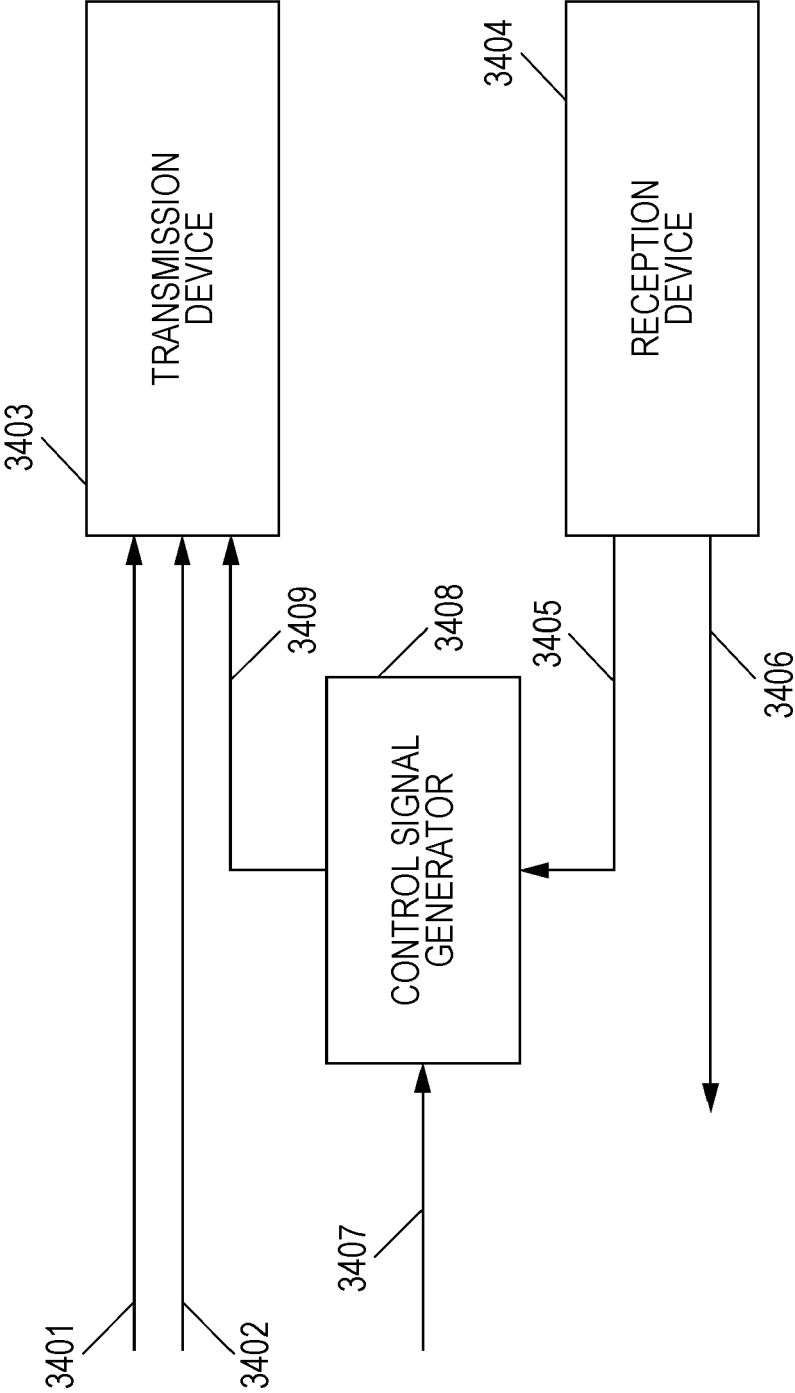 3401
3402
3403
TRANSMISSION
DEVICE
3409
3407
CONTROL SIGNAL
GENERATOR
3408
3405
3406
3404
RECEPTION
DEVICE